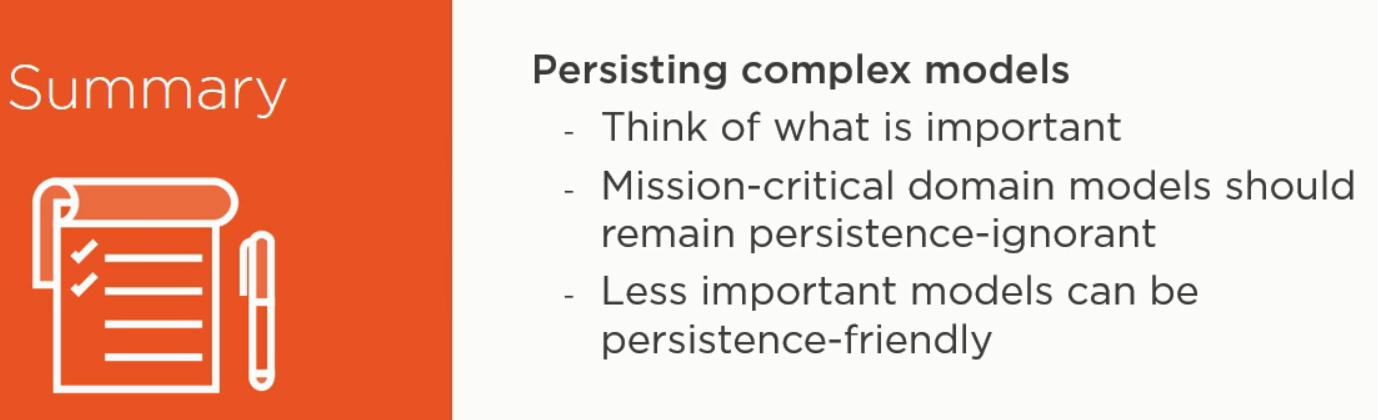 Summary
Persisting complex models
- Think of what is important
- Mission-critical domain models should
remain persistence-ignorant
- Less important models can be
persistence-friendly